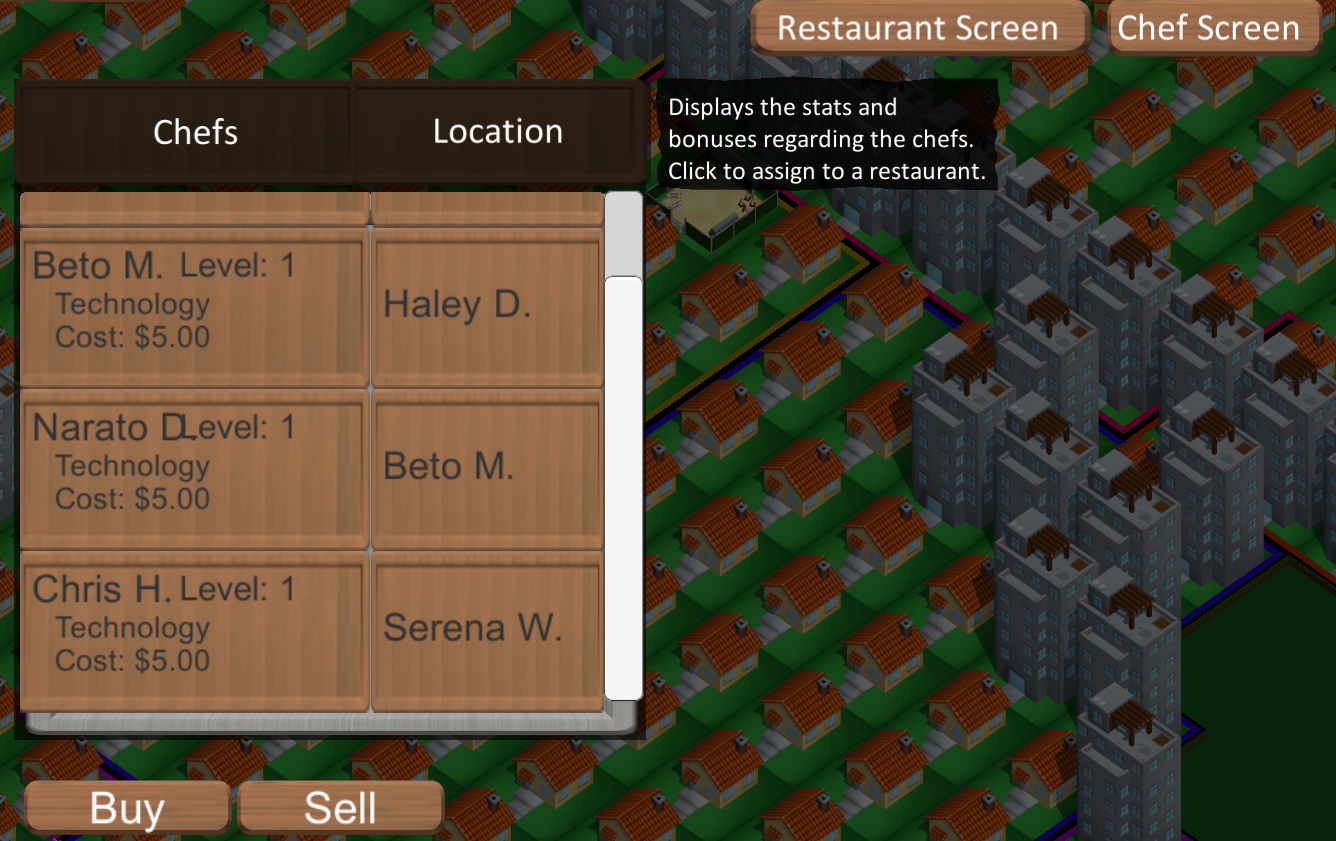 Restaurant Screen
Chef Screen
Chefs
Location
Displays the stats and
bonuses regarding the chefs.
Click to assign to a restaurant.
Beto M. Level: 1
Technology
Cost: $5.00
Haley D.
Narato D. Level: 1
Technology
Cost: $5.00
Beto M.
Chris H. Level: 1
Technology
Cost: $5.00
Serena W.
Buy
Sell